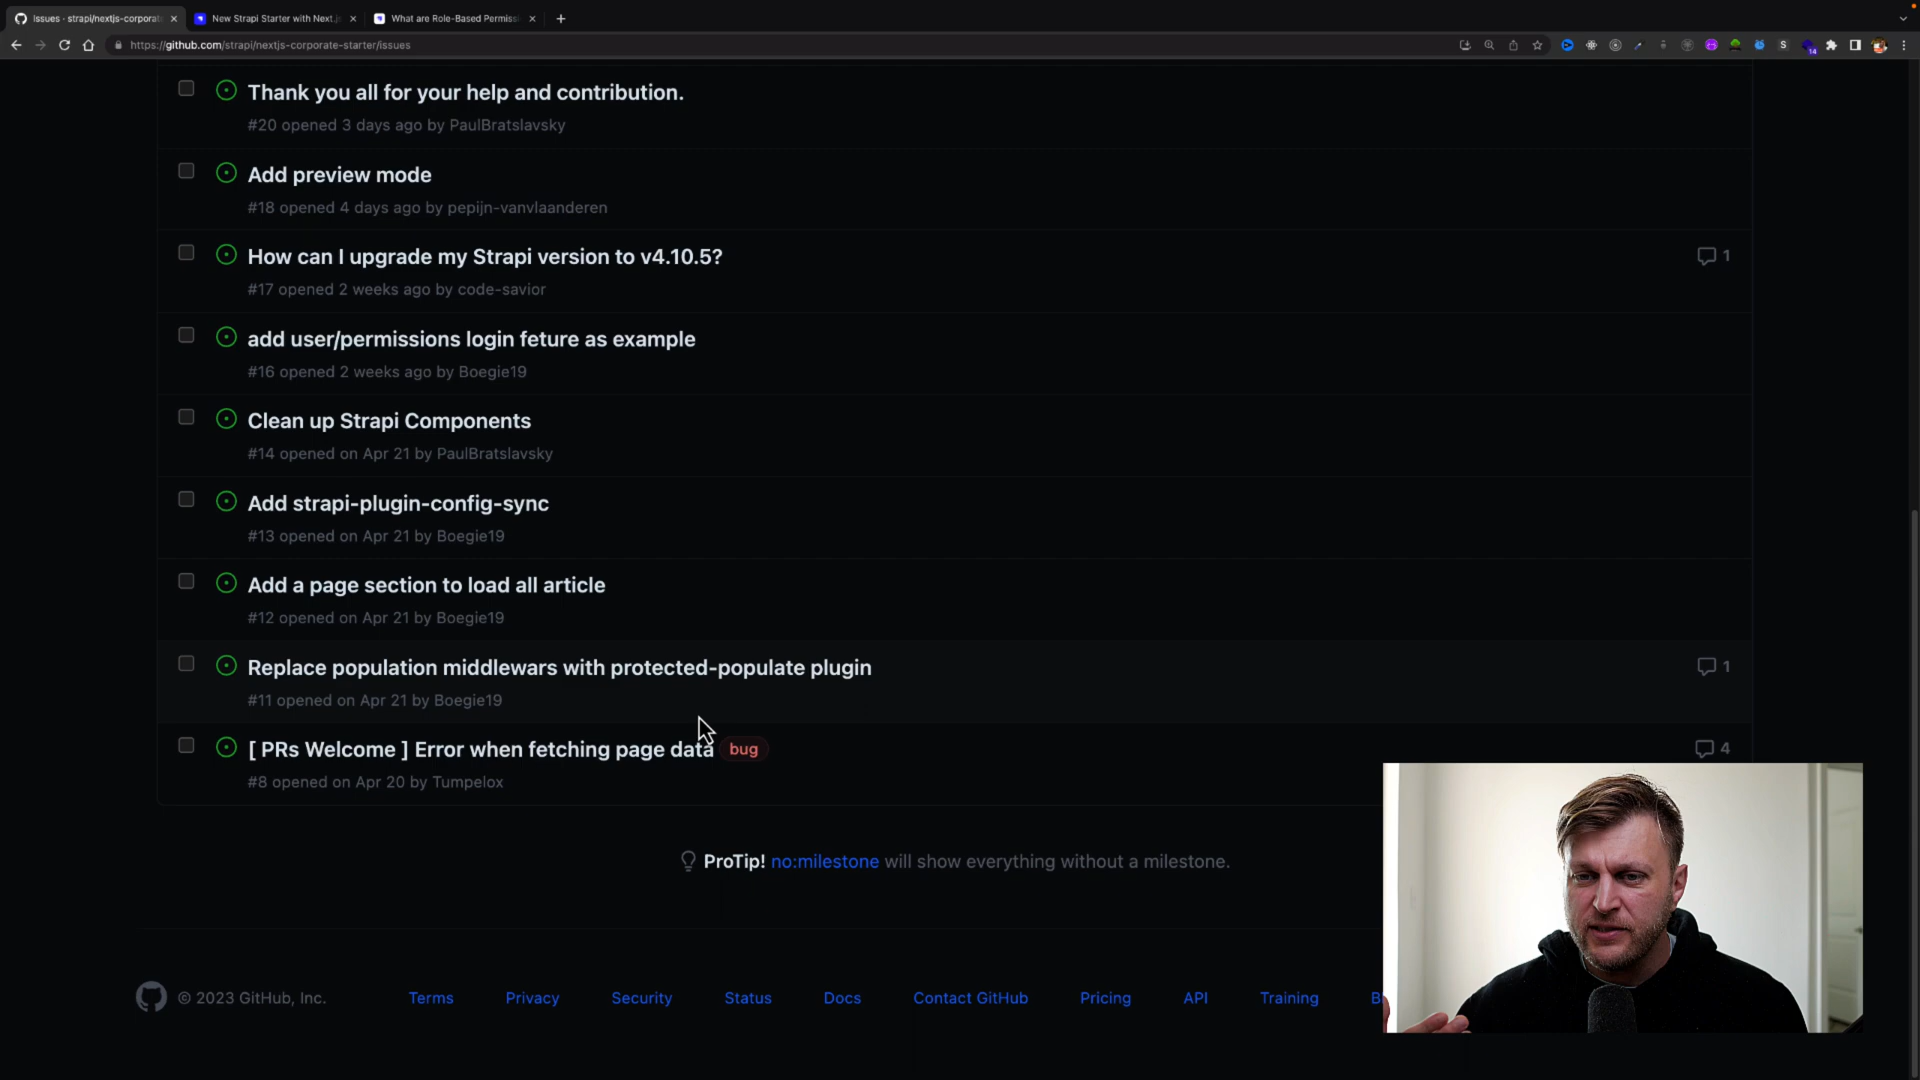 Issues · strapi/nextjs-corporat
New Strapi Starter with Next.j
What are Role-Based Permiss
https://github.com/strapi/nextjs-corporate-starter/issues
S
14
Thank you all for your help and contribution.
#20 opened 3 days ago by PaulBratslavsky
Add preview mode
#18 opened 4 days ago by pepijn-vanvlaanderen
How can I upgrade my Strapi version to v4.10.5?
1
#17 opened 2 weeks ago by code-savior
add user/permissions login feture as example
#16 opened 2 weeks ago by Boegie19
Clean up Strapi Components
#14 opened on Apr 21 by PaulBratslavsky
Add strapi-plugin-config-sync
#13 opened on Apr 21 by Boegie19
Add a page section to load all article
#12 opened on Apr 21 by Boegie19
Replace population middlewars with protected-populate plugin
1
#11 opened on Apr 21 by Boegie19
[ PRs Welcome ] Error when fetching page data bug
4
#8 opened on Apr 20 by Tumpelox
ProTip! no:milestone will show everything without a milestone.
© 2023 GitHub, Inc. Terms Privacy Security Status Docs Contact GitHub Pricing API Training